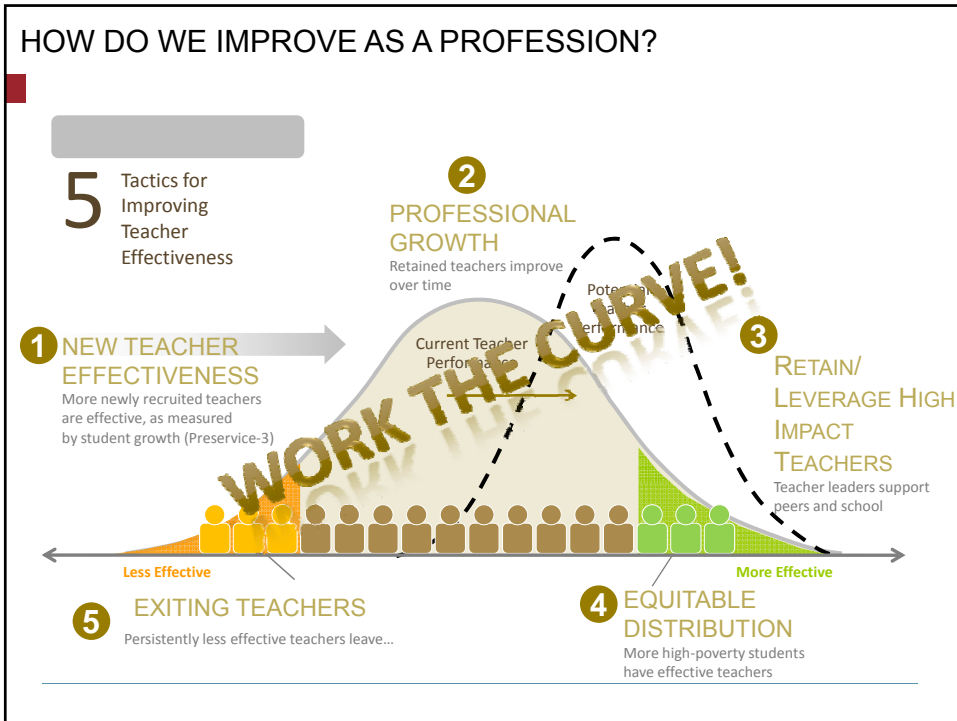 HOW DO WE IMPROVE AS A PROFESSION?
5
Tactics for
Improving
Teacher
Effectiveness
2
PROFESSIONAL
GROWTH
Retained teachers improve
over time
1
NEW TEACHER
EFFECTIVENESS
More newly recruited teachers
are effective, as measured
by student growth (Preservice-3)
Current Teacher
Performance
Potential
Performance
WORK THE CURVE!
3
RETAIN/
LEVERAGE HIGH
IMPACT
TEACHERS
Teacher leaders support
peers and school
Less Effective
More Effective
5
EXITING TEACHERS
Persistently less effective teachers leave…
4
EQUITABLE
DISTRIBUTION
More high-poverty students
have effective teachers